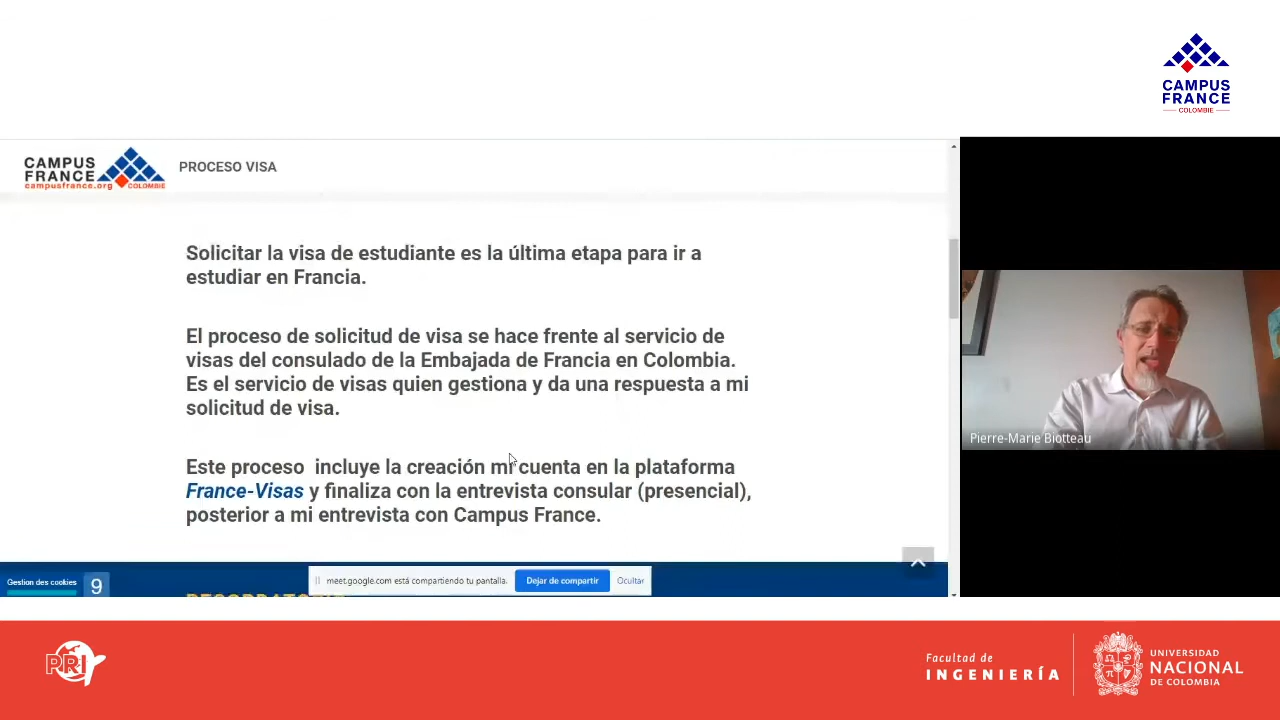 CAMPUS
FRANCE
COLOMBIE
CAMPUS
FRANCE
campusfrance.org
COLOMBIE
PROCESO VISA
Solicitar la visa de estudiante es la última etapa para ir a
estudiar en Francia.
El proceso de solicitud de visa se hace frente al servicio de
visas del consulado de la Embajada de Francia en Colombia.
Es el servicio de visas quien gestiona y da una respuesta a mi
solicitud de visa.
Este proceso incluye la creación mi cuenta en la plataforma
France-Visas y finaliza con la entrevista consular (presencial),
posterior a mi entrevista con Campus France.
Pierre-Marie Biotteau
Gestion des cookies
9
meet.google.com está compartiendo tu pantalla.
Dejar de compartir
Ocultar
PRI
Facultad de
INGENIERÍA
UNIVERSIDAD
NACIONAL
DE COLOMBIA